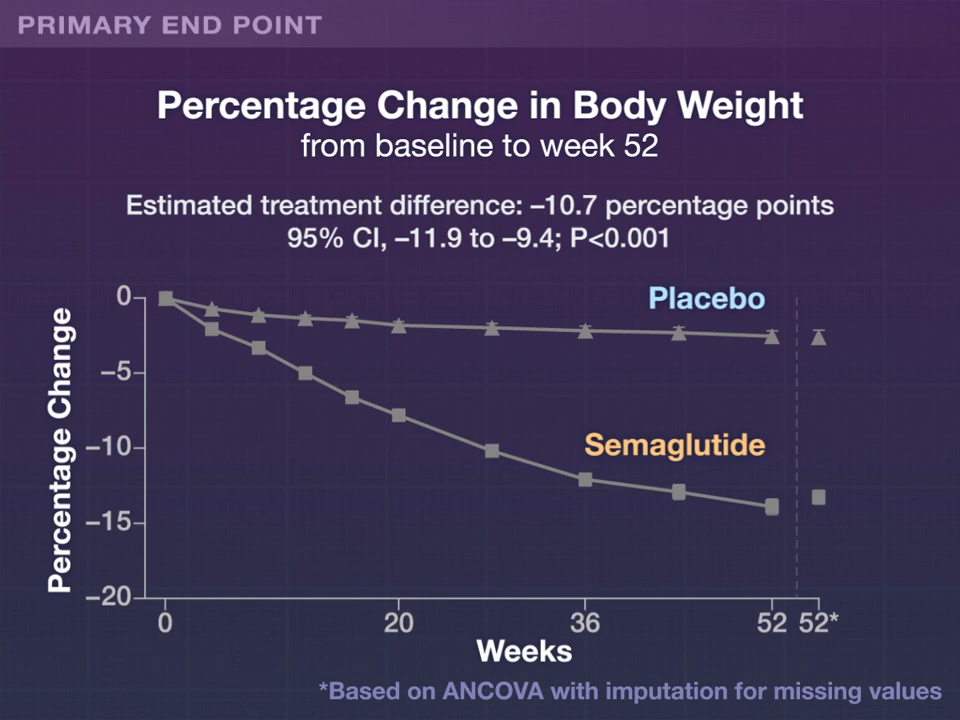 PRIMARY END POINT
Percentage Change in Body Weight
from baseline to week 52
Estimated treatment difference: –10.7 percentage points
95% CI, –11.9 to –9.4; P<0.001
Percentage Change
0
–5
–10
–15
–20
Placebo
Semaglutide
0 20 36 52 52*
Weeks
*Based on ANCOVA with imputation for missing values